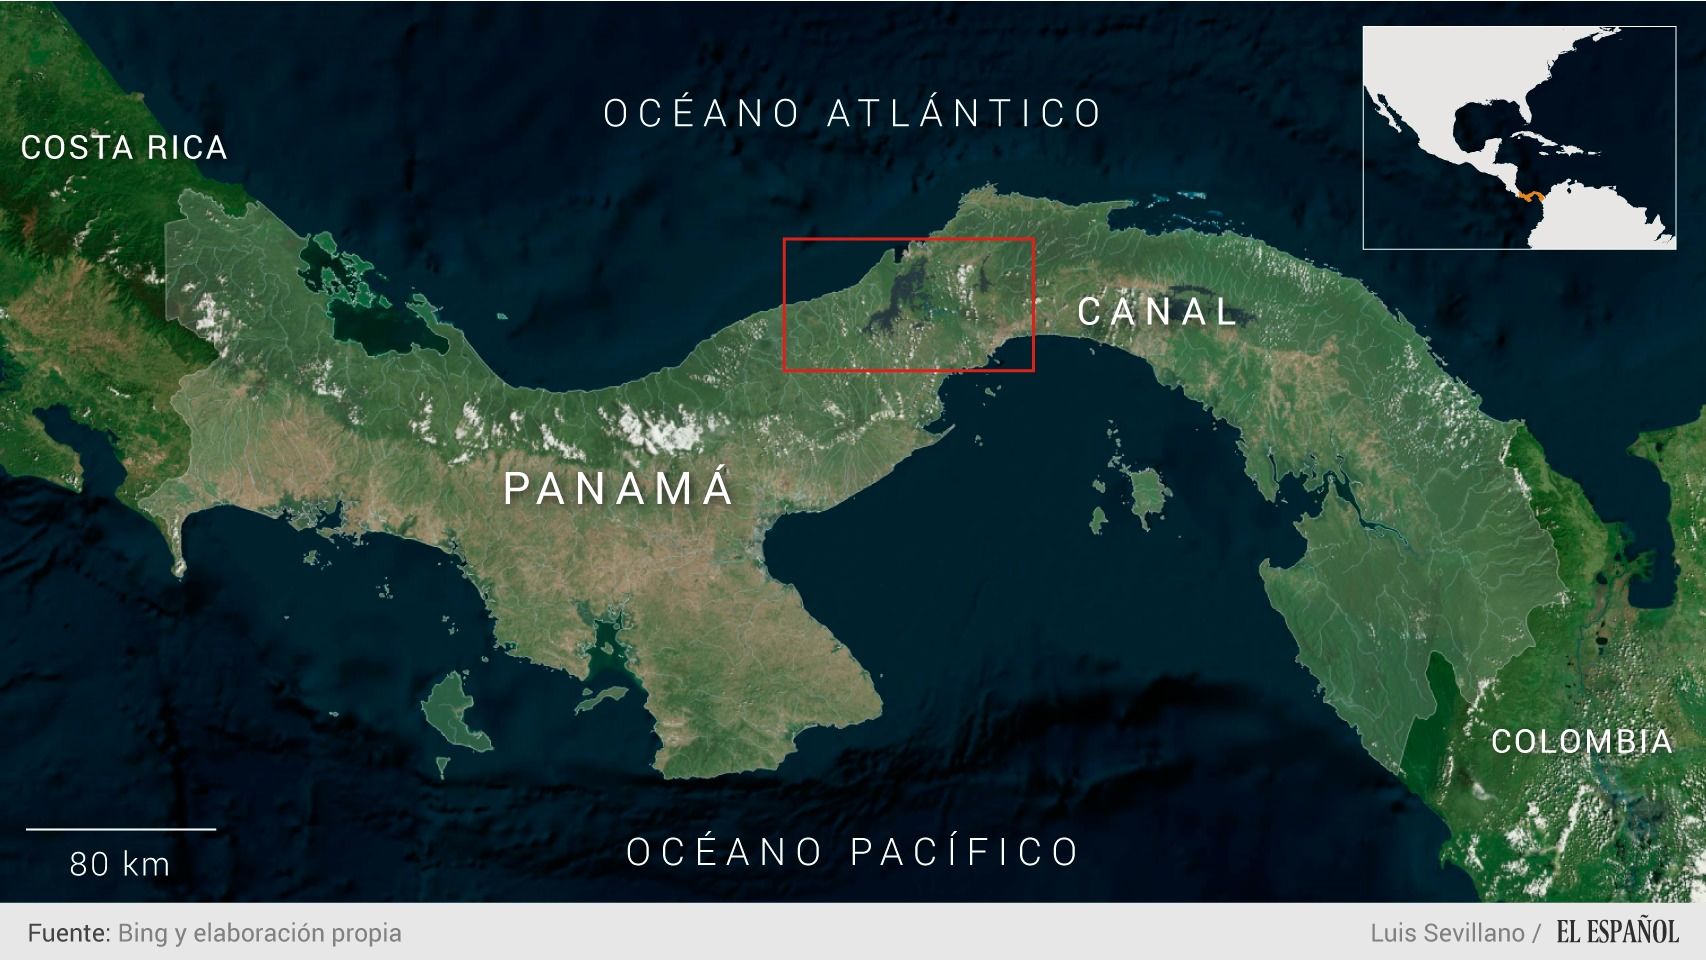 OCÉANO ATLÁNTICO
COSTA RICA
CANAL
PANAMÁ
COLOMBIA
OCÉANO PACÍFICO
80 km
Fuente: Bing y elaboración propia
Luis Sevillano / EL ESPAÑOL